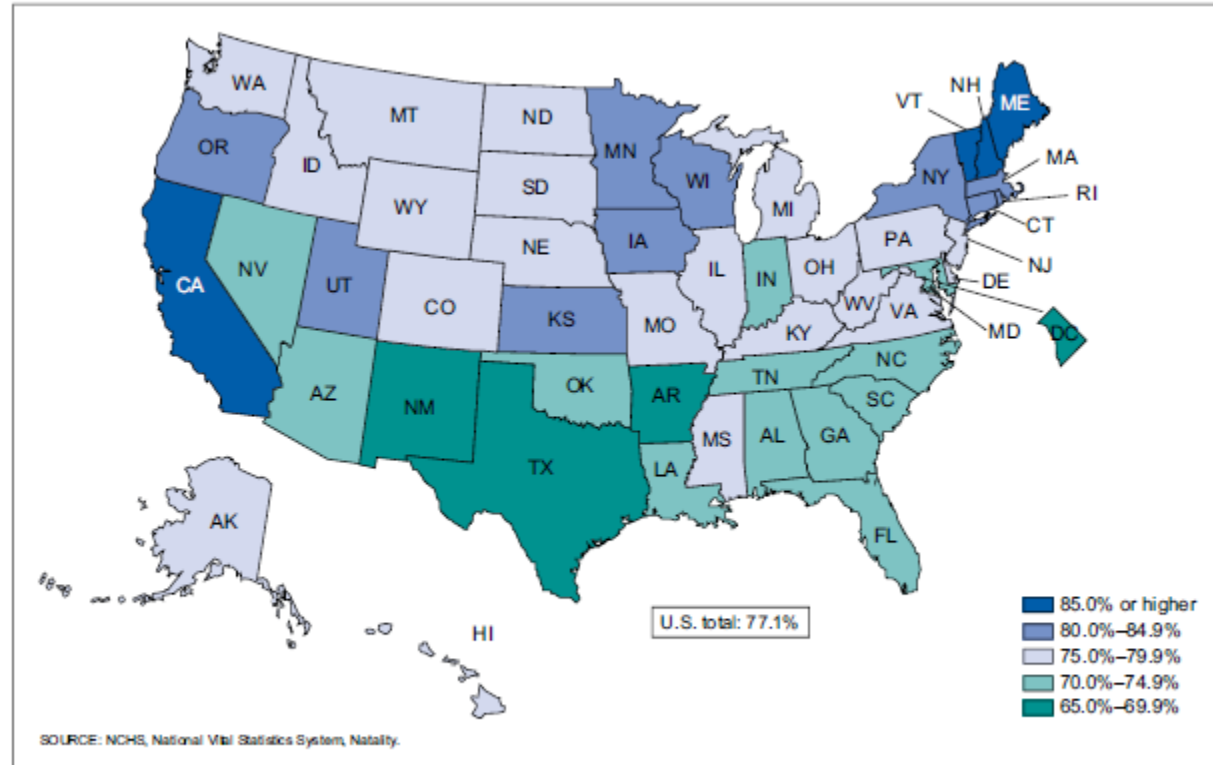 WA
MT
ND
MN
VT
NH
ME
OR
ID
SD
WI
NY
MA
RI
WY
MI
CT
IA
PA
NJ
NE
NV
IL
IN
OH
DE
CA
UT
CO
WV
VA
KS
MO
KY
MD
DC
NC
TN
AZ
NM
OK
AR
SC
MS
AL
GA
TX
LA
AK
FL
HI
U.S. total: 77.1%
85.0% or higher
80.0%–84.9%
75.0%–79.9%
70.0%–74.9%
65.0%–69.9%
SOURCE: NCHS, National Vital Statistics System, Natality.